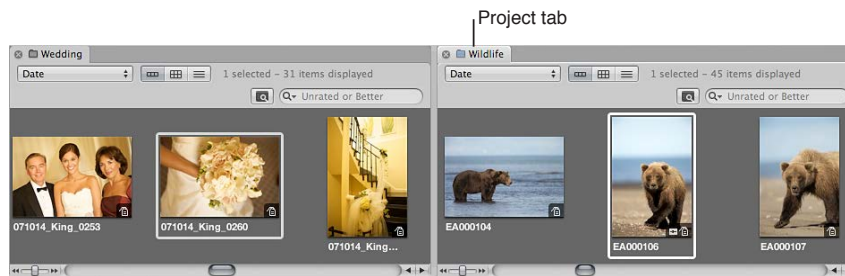 Project tab
Wedding
Date
1 selected – 31 items displayed
Unrated or Better
071014_King_0253
071014_King_0260
071014_King...
Wildlife
Date
1 selected – 45 items displayed
Unrated or Better
EA000104
EA000106
EA000107